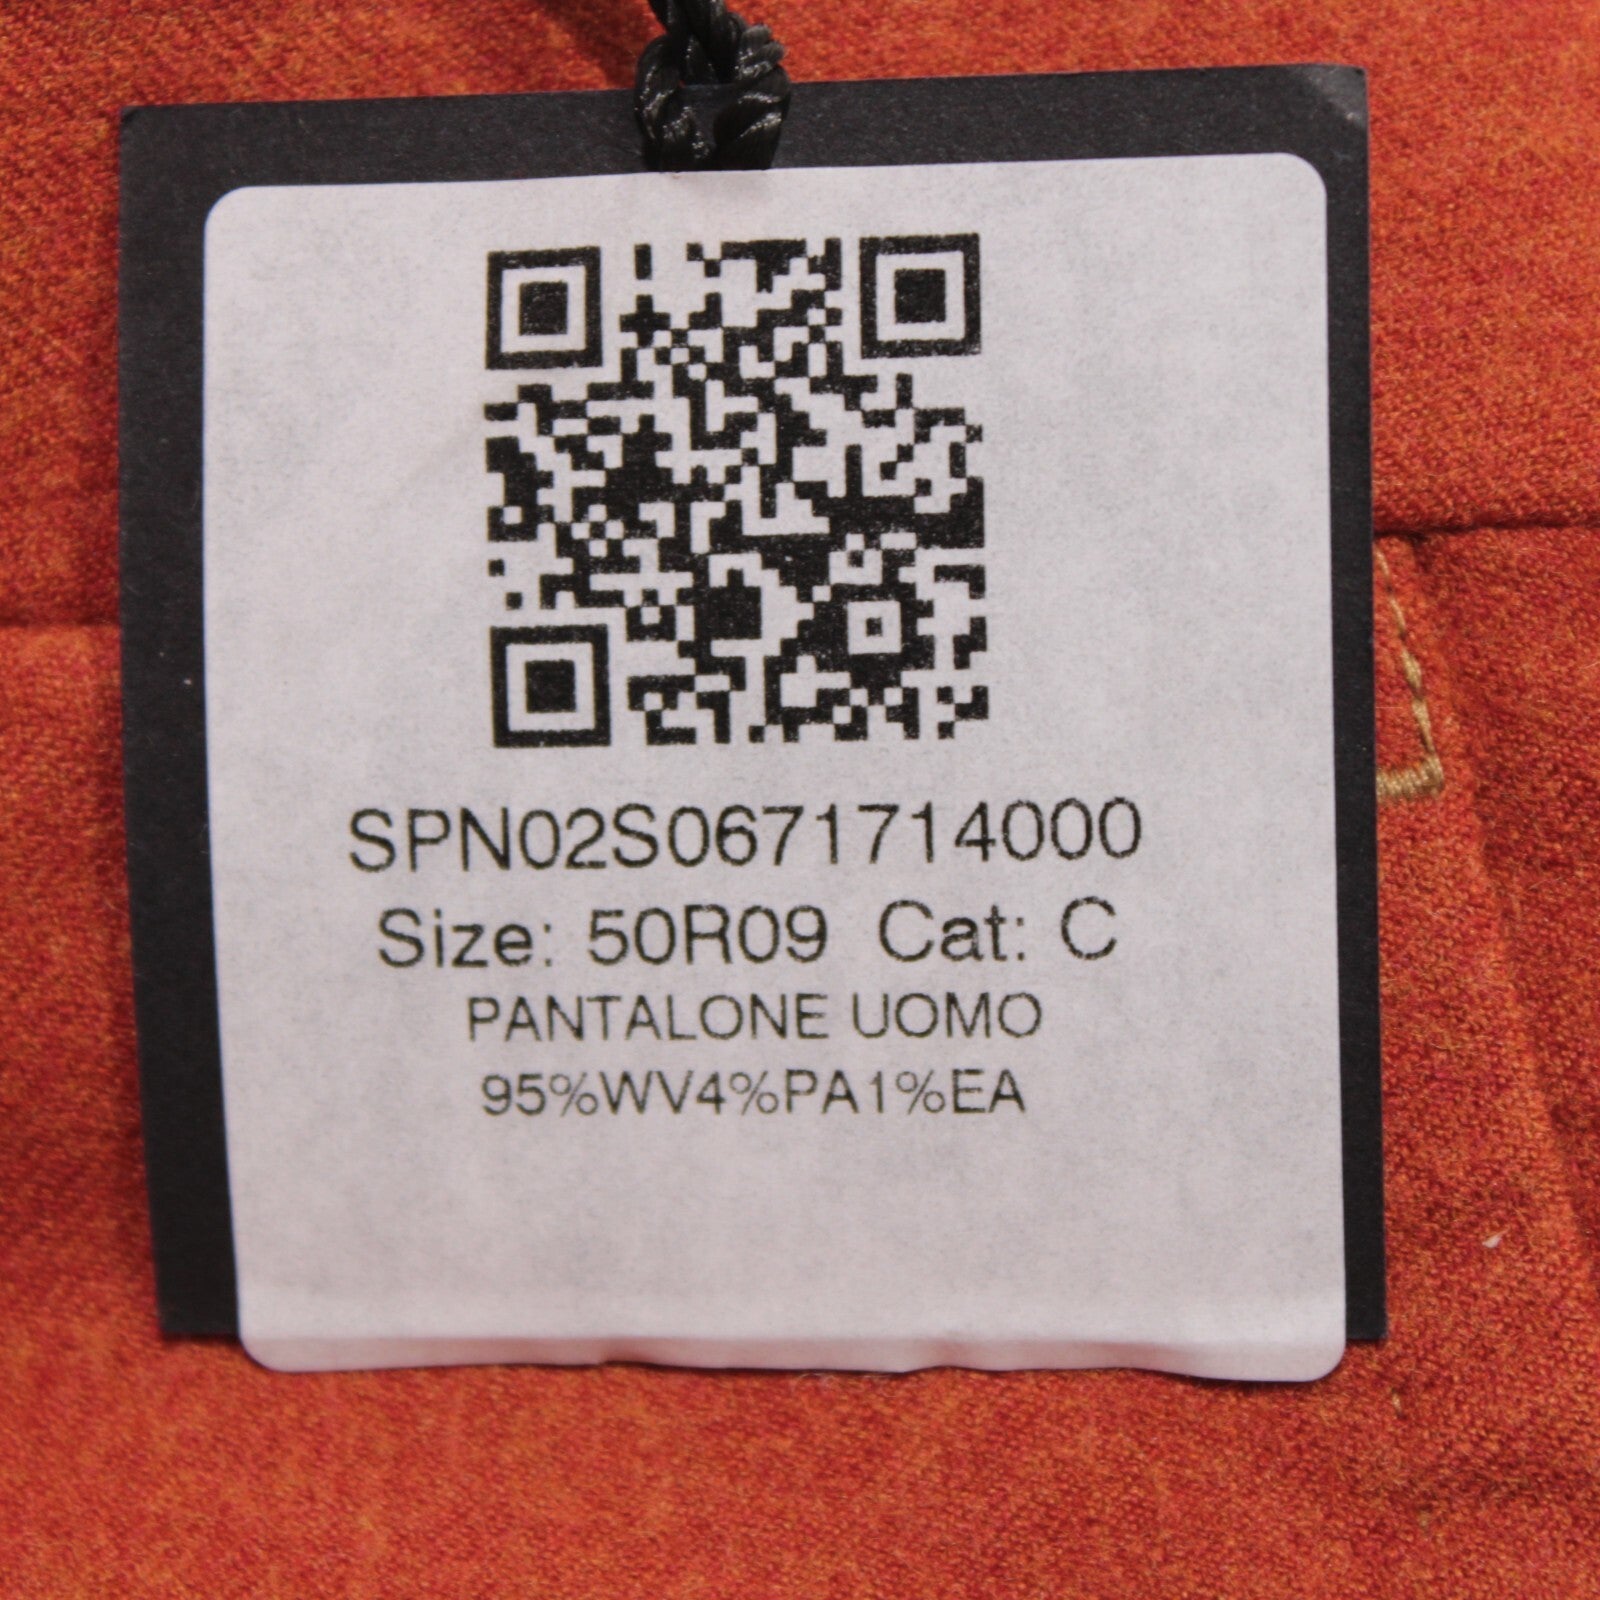 SPN02S0671714000
Size: 50R09 Cat: C
PANTALONE UOMO
95%WV4%PA1%EA